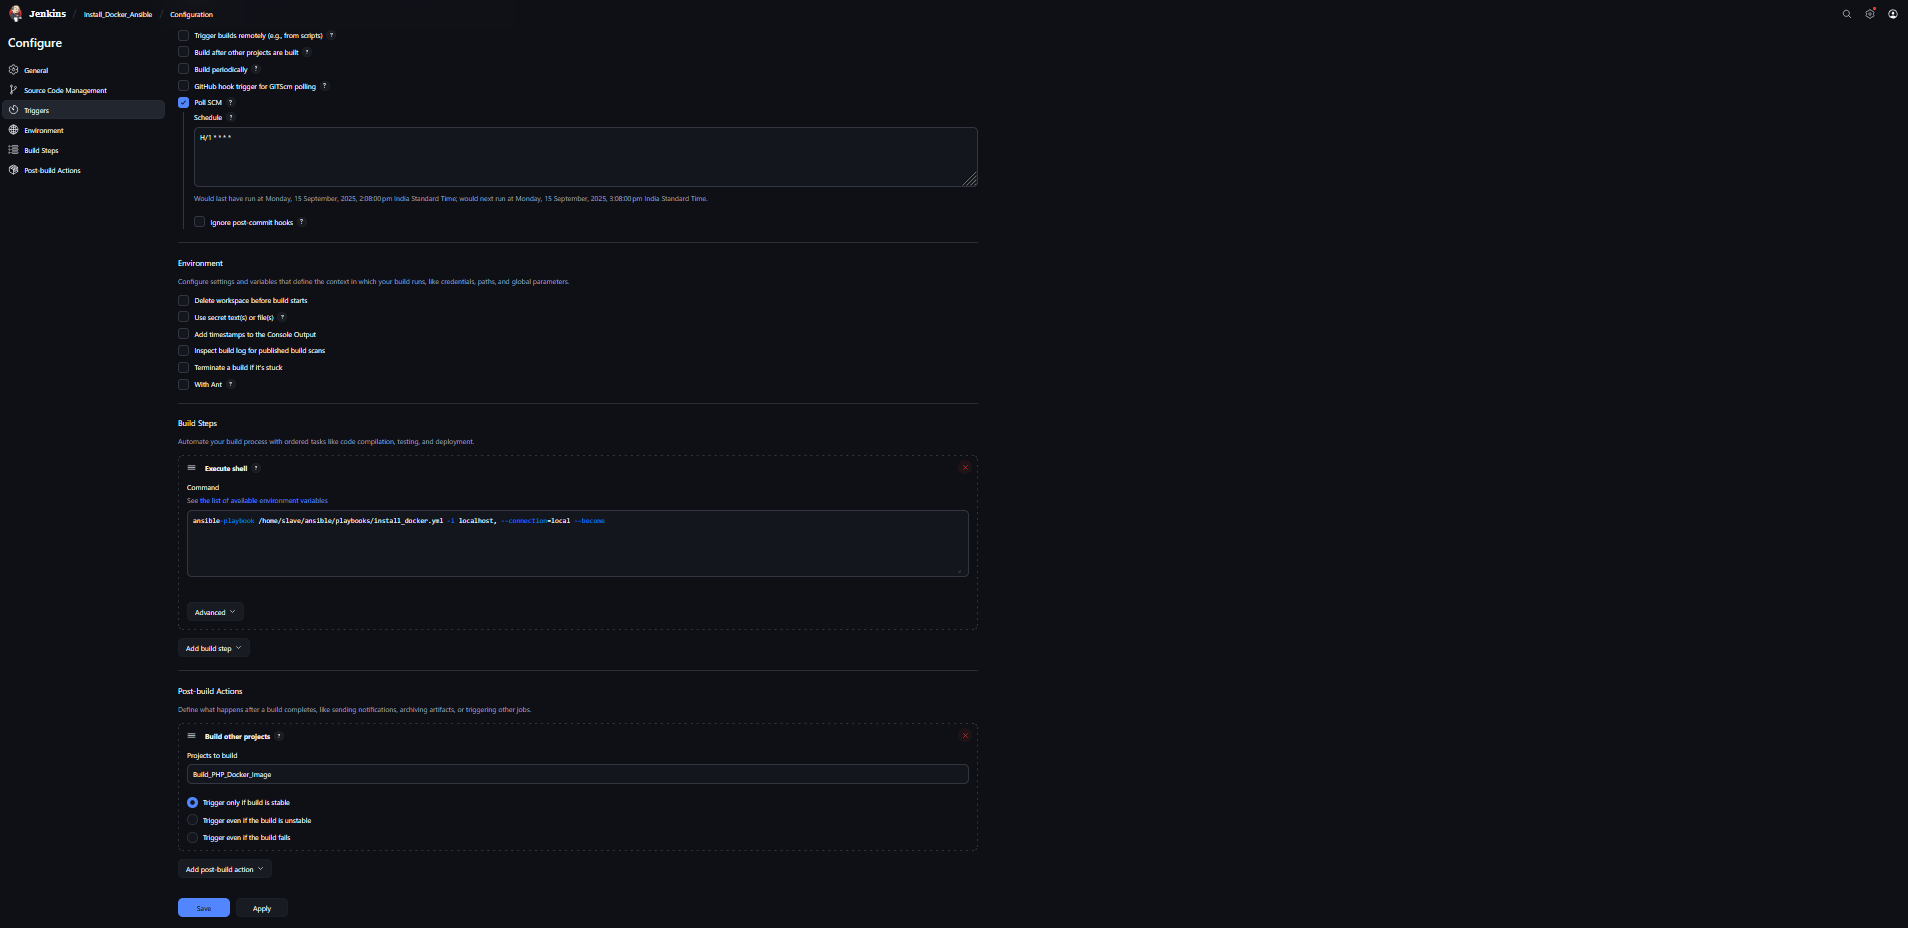 Jenkins / Install_Docker_Ansible / Configuration
Configure
General
Source Code Management
Triggers
Environment
Build Steps
Post-build Actions
Trigger builds remotely (e.g., from scripts) ?
Build after other projects are built ?
Build periodically ?
GitHub hook trigger for GITScm polling ?
Poll SCM ?
Schedule ?
H/1 * * * *
Would last have run at Monday, 15 September, 2025, 2:08:00 pm India Standard Time; would next run at Monday, 15 September, 2025, 3:08:00 pm India Standard Time.
Ignore post-commit hooks ?
Environment
Configure settings and variables that define the context in which your build runs, like credentials, paths, and global parameters.
Delete workspace before build starts
Use secret text(s) or file(s) ?
Add timestamps to the Console Output
Inspect build log for published build scans
Terminate a build if it's stuck
With Ant ?
Build Steps
Automate your build process with ordered tasks like code compilation, testing, and deployment.
Execute shell ?
Command
See the list of available environment variables
ansible-playbook /home/slave/ansible/playbooks/install_docker.yml -i localhost, --connection=local --become
Advanced
Add build step
Post-build Actions
Define what happens after a build completes, like sending notifications, archiving artifacts, or triggering other jobs.
Build other projects ?
Projects to build
Build_PHP_Docker_Image
Trigger only if build is stable
Trigger even if the build is unstable
Trigger even if the build fails
Add post-build action
Save
Apply